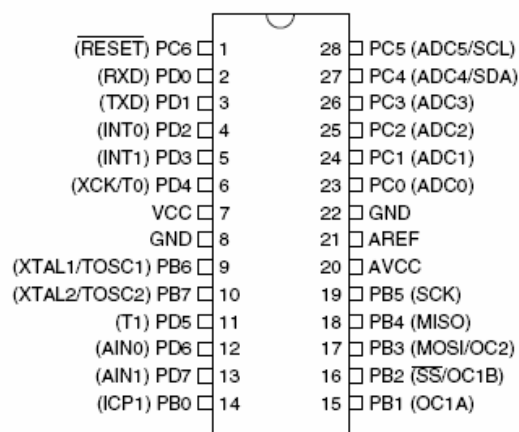 (RESET) PC6 1 28 PC5 (ADC5/SCL)
(RXD) PD0 2 27 PC4 (ADC4/SDA)
(TXD) PD1 3 26 PC3 (ADC3)
(INT0) PD2 4 25 PC2 (ADC2)
(INT1) PD3 5 24 PC1 (ADC1)
(XCK/T0) PD4 6 23 PC0 (ADC0)
VCC 7 22 GND
GND 8 21 AREF
(XTAL1/TOSC1) PB6 9 20 AVCC
(XTAL2/TOSC2) PB7 10 19 PB5 (SCK)
(T1) PD5 11 18 PB4 (MISO)
(AIN0) PD6 12 17 PB3 (MOSI/OC2)
(AIN1) PD7 13 16 PB2 (SS/OC1B)
(ICP1) PB0 14 15 PB1 (OC1A)